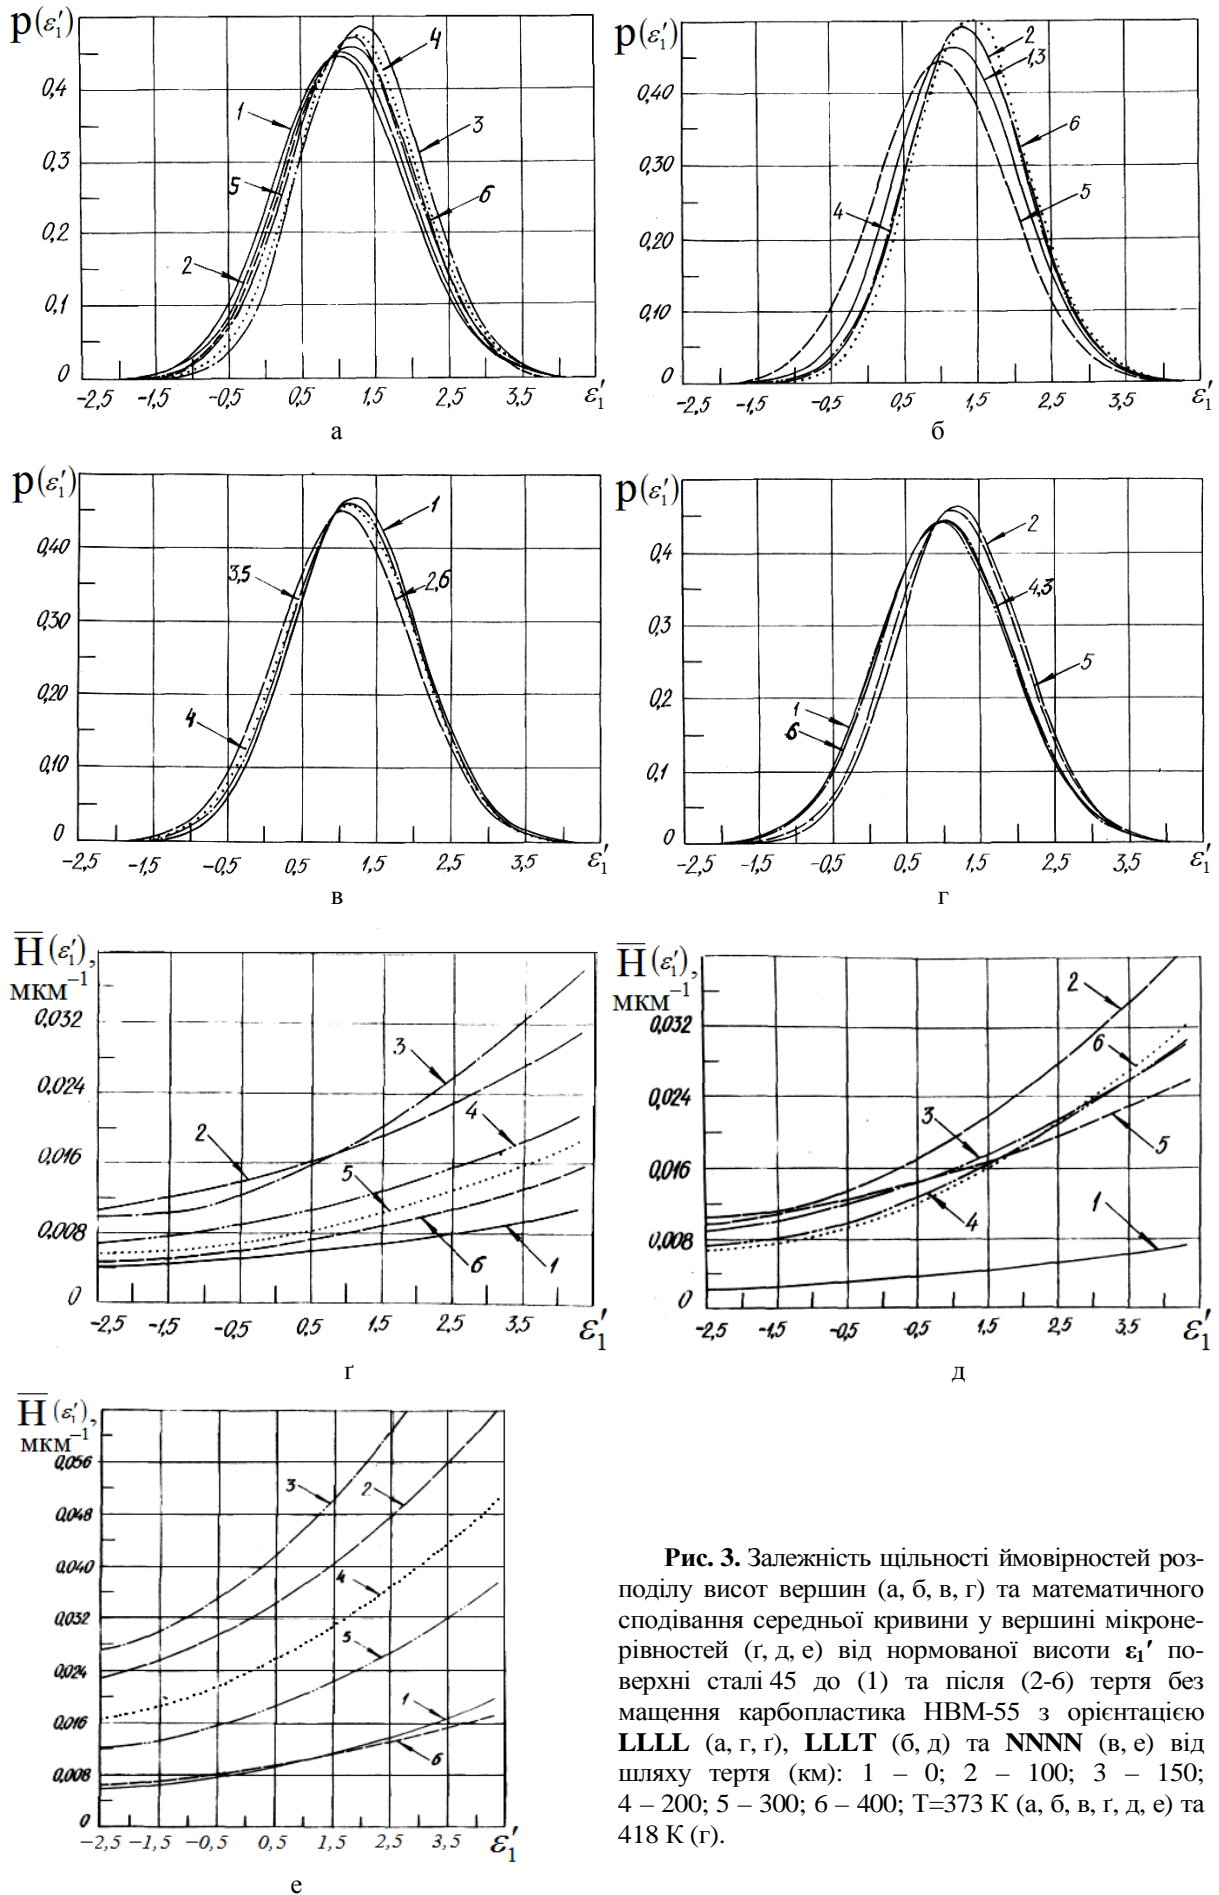 p(ε₁′)
0,4
0,3
0,2
0,1
0
-2,5 -1,5 -0,5 0,5 1,5 2,5 3,5 ε₁′
1
2
5
4
3
6
а
p(ε₁′)
0,40
0,30
0,20
0,10
0
-2,5 -1,5 -0,5 0,5 1,5 2,5 3,5 ε₁′
2
1,3
6
4
5
б
p(ε₁′)
0,40
0,30
0,20
0,10
0
-2,5 -1,5 -0,5 0,5 1,5 2,5 3,5 ε₁′
1
3,5
2,6
4
в
p(ε₁′)
0,4
0,3
0,2
0,1
0
-2,5 -1,5 -0,5 0,5 1,5 2,5 3,5 ε₁′
2
4,3
5
1
6
г
H̅(ε₁′),
мкм⁻¹
0,032
0,024
0,016
0,008
0
-2,5 -1,5 -0,5 0,5 1,5 2,5 3,5 ε₁′
3
2
4
5
6
1
ґ
H̅(ε₁′),
мкм⁻¹
0,032
0,024
0,016
0,008
0
-2,5 -1,5 -0,5 0,5 1,5 2,5 3,5 ε₁′
2
6
3
5
4
1
д
H̅(ε₁′),
мкм⁻¹
0,056
0,048
0,040
0,032
0,024
0,016
0,008
0
-2,5 -1,5 -0,5 0,5 1,5 2,5 3,5 ε₁′
3
2
4
5
1
6
е
Рис. 3. Залежність щільності ймовірностей роз-
поділу висот вершин (а, б, в, г) та математичного
сподівання середньої кривини у вершині мікроне-
рівностей (ґ, д, е) від нормованої висоти ε₁′ по-
верхні сталі 45 до (1) та після (2-6) тертя без
мащення карбопластика НВМ-55 з орієнтацією
LLLL (а, г, ґ), LLLT (б, д) та NNNN (в, е) від
шляху тертя (км): 1 – 0; 2 – 100; 3 – 150;
4 – 200; 5 – 300; 6 – 400; Т=373 К (а, б, в, ґ, д, е) та
418 К (г).